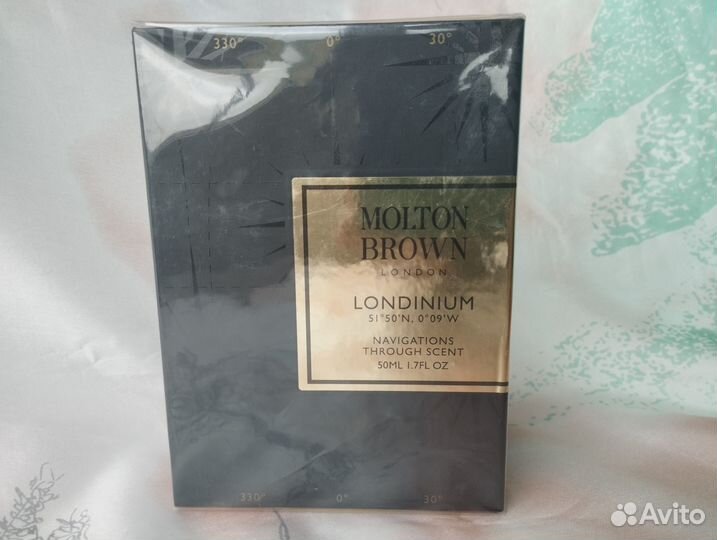 330° 0° 30°
MOLTON
BROWN
LONDON
LONDINIUM
51°50'N, 0°09'W
NAVIGATIONS
THROUGH SCENT
50ML 1.7FL OZ
330° 0° 30°
Avito